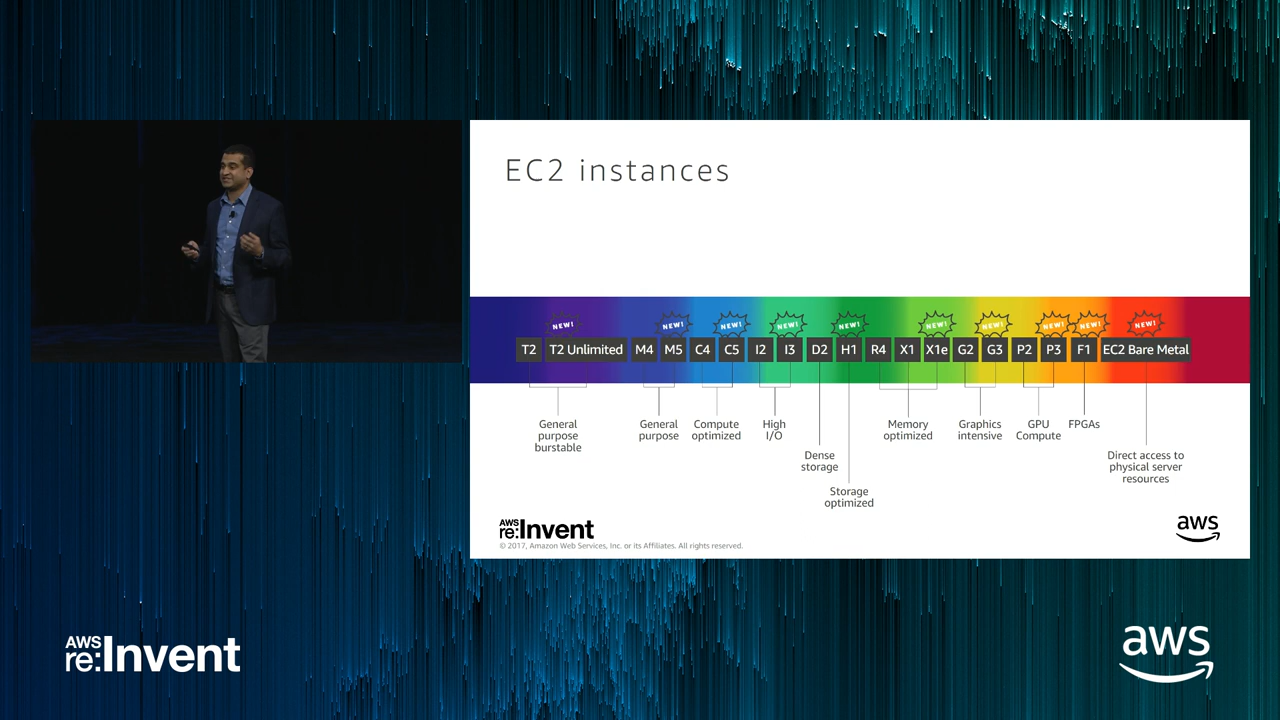 EC2 instances
NEW! NEW! NEW! NEW! NEW! NEW! NEW! NEW! NEW! NEW!
T2 T2 Unlimited M4 M5 C4 C5 I2 I3 D2 H1 R4 X1 X1e G2 G3 P2 P3 F1 EC2 Bare Metal
General
purpose
burstable
General
purpose
Compute
optimized
High
I/O
Dense
storage
Storage
optimized
Memory
optimized
Graphics
intensive
GPU
Compute
FPGAs
Direct access to
physical server
resources
AWS
re:Invent
© 2017, Amazon Web Services, Inc. or its Affiliates. All rights reserved.
aws
AWS
re:Invent
aws